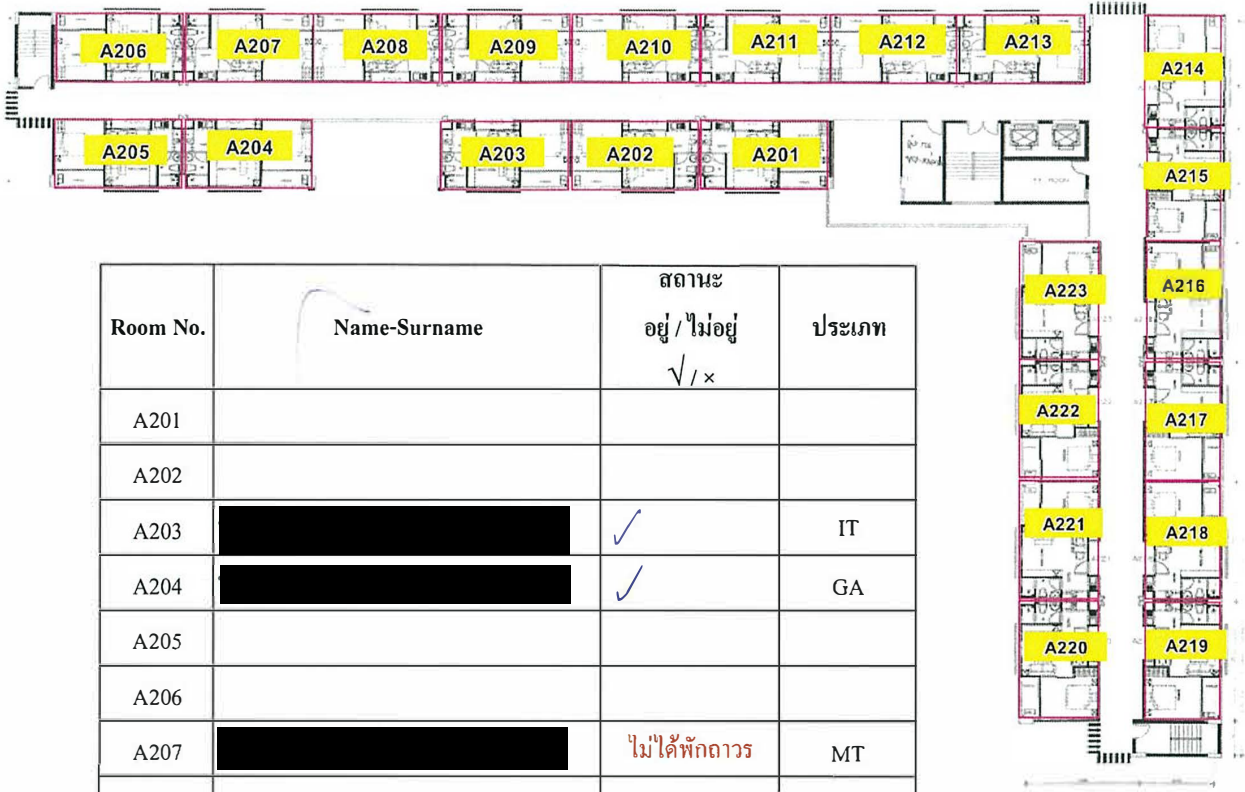 A206 A207 A208 A209 A210 A211 A212 A213
A214
A205 A204 A203 A202 A201
A215
A223 A216
A222 A217
A221 A218
A220 A219
Room No. Name-Surname สถานะ ประเภท
อยู่ / ไม่อยู่
√ / ×
A201
A202
A203 ✓ IT
A204 ✓ GA
A205
A206
A207 ไม่ได้พักถาวร MT